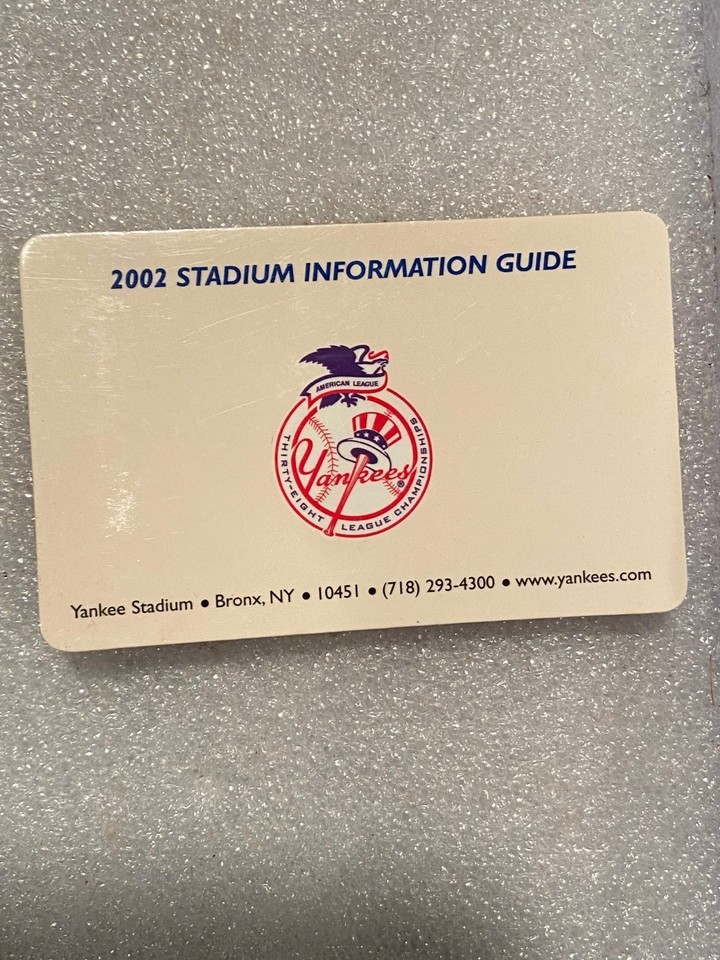 2002 STADIUM INFORMATION GUIDE
AMERICAN LEAGUE
Yankees®
THIRTY-EIGHT LEAGUE CHAMPIONSHIPS
Yankee Stadium ● Bronx, NY ● 10451 ● (718) 293-4300 ● www.yankees.com